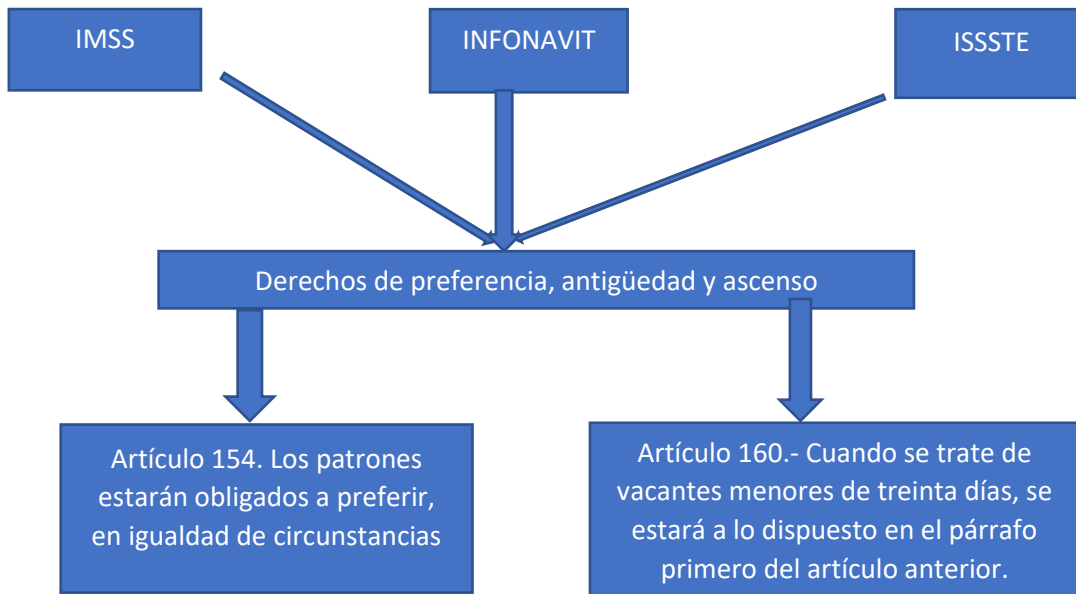 IMSS
INFONAVIT
ISSSTE
Derechos de preferencia, antigüedad y ascenso
Artículo 154. Los patrones
estarán obligados a preferir,
en igualdad de circunstancias
Artículo 160.- Cuando se trate de
vacantes menores de treinta días, se
estará a lo dispuesto en el párrafo
primero del artículo anterior.